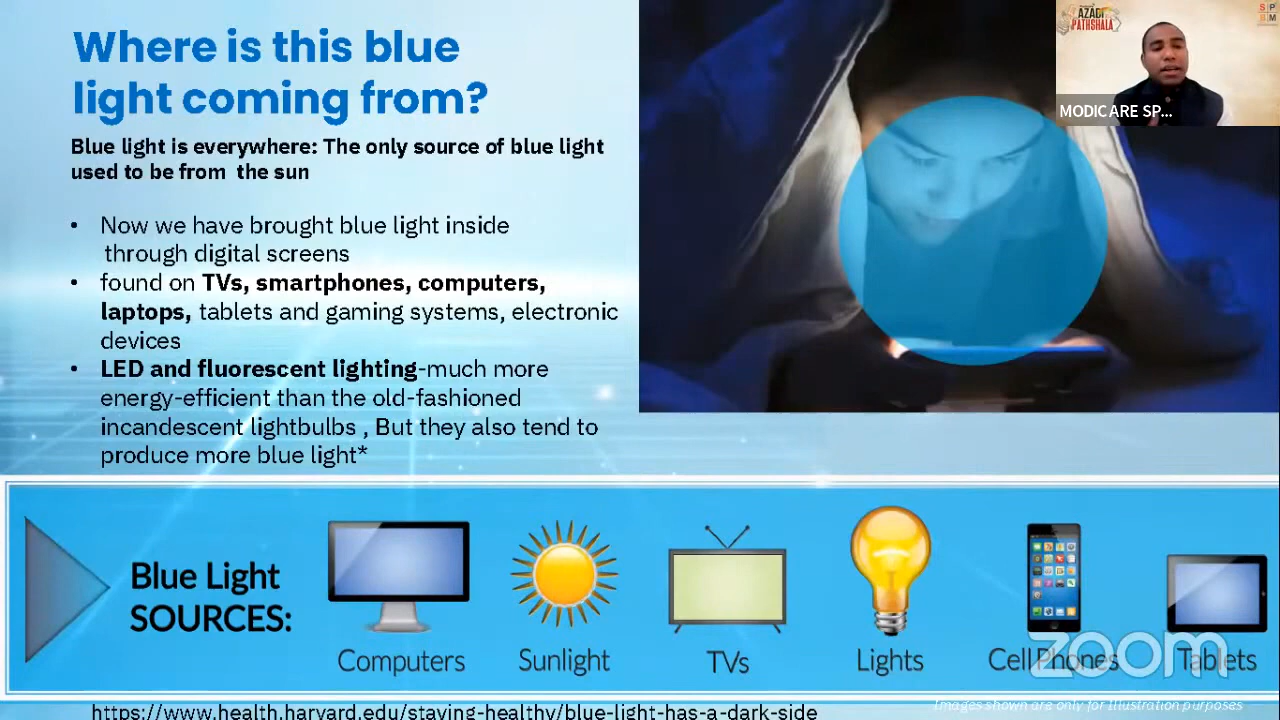 Where is this blue
light coming from?
Blue light is everywhere: The only source of blue light
used to be from the sun
• Now we have brought blue light inside
through digital screens
• found on TVs, smartphones, computers,
laptops, tablets and gaming systems, electronic
devices
• LED and fluorescent lighting-much more
energy-efficient than the old-fashioned
incandescent lightbulbs , But they also tend to
produce more blue light*
AZADI
PATHSHALA
S P
B M
MODICARE SP...
Blue Light
SOURCES:
Computers
Sunlight
TVs
Lights
Cell Phones
Tablets
zoom
https://www.health.harvard.edu/staying-healthy/blue-light-has-a-dark-side
Images shown are only for Illustration purposes